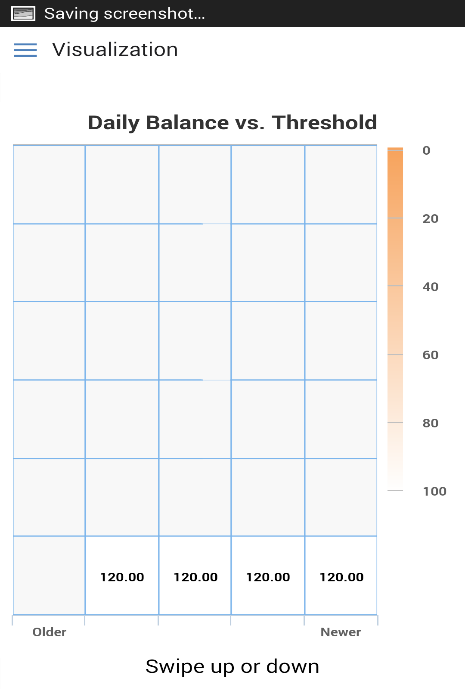 Saving screenshot...
Visualization
Daily Balance vs. Threshold
0
20
40
60
80
100
120.00 120.00 120.00 120.00
Older Newer
Swipe up or down